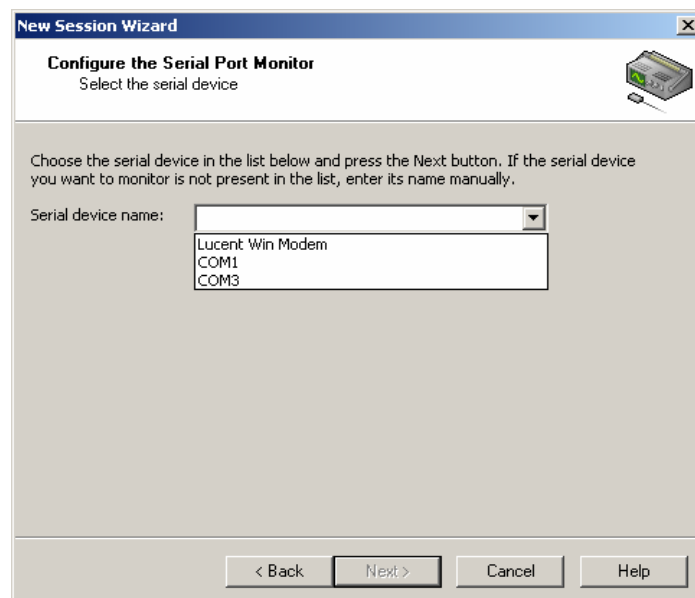 New Session Wizard
Configure the Serial Port Monitor
Select the serial device
Choose the serial device in the list below and press the Next button. If the serial device
you want to monitor is not present in the list, enter its name manually.
Serial device name:
Lucent Win Modem
COM1
COM3
< Back Next > Cancel Help